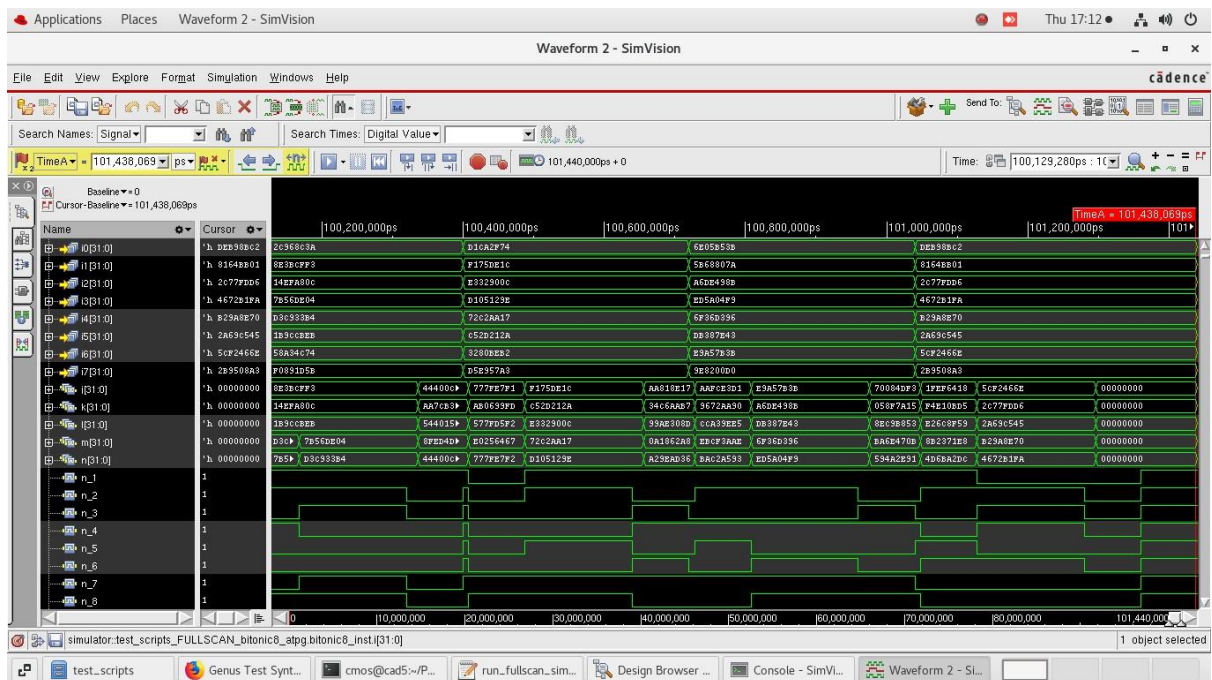 Applications Places Waveform 2 - SimVision Thu 17:12
Waveform 2 - SimVision
File Edit View Explore Format Simulation Windows Help cādence
Send To:
Search Names: Signal Search Times: Digital Value
TimeA = 101,438,069 ps 101,440,000ps + 0 Time: 100,129,280ps : 10
Baseline = 0
Cursor-Baseline = 101,438,069ps
TimeA = 101,438,069ps
Name Cursor 100,200,000ps 100,400,000ps 100,600,000ps 100,800,000ps 101,000,000ps 101,200,000ps 101
i0[31:0] 'h DEB98BC2 2C968C3A D1CA2F74 6E05B53B DEB98BC2
i1[31:0] 'h 8164BB01 8E3BCFF3 F175DE1C 5B68807A 8164BB01
i2[31:0] 'h 2C77FDD6 14EFA80C E332900C A6DE498B 2C77FDD6
i3[31:0] 'h 4672B1FA 7B56DE04 D105129E ED5A04F9 4672B1FA
i4[31:0] 'h B29A8E70 D3C933B4 72C2AA17 6F36D396 B29A8E70
i5[31:0] 'h 2A69C545 1B9CCBEB C52D212A DB387E43 2A69C545
i6[31:0] 'h 5CF2466E 58A34C74 3280BEB2 E9A57B3B 5CF2466E
i7[31:0] 'h 2B9508A3 F0891D5B D5E957A3 9E8200D0 2B9508A3
i[31:0] 'h 00000000 8E3BCFF3 44400C 777FE7F1 F175DE1C AA818E17 AAFCE3D1 E9A57B3B 70084DF3 1FEF6418 5CF2466E 00000000
k[31:0] 'h 00000000 14EFA80C AA7CB3 AB0699FD C52D212A 34C6AAB7 9672AA90 A6DE498B 058F7A15 F4E10BD5 2C77FDD6 00000000
l[31:0] 'h 00000000 1B9CCBEB 544015 577FD5F2 E332900C 99AE308D CCA39EE5 DB387E43 8EC9B853 E26C8F59 2A69C545 00000000
m[31:0] 'h 00000000 D3C 7B56DE04 8FED4D E0256467 72C2AA17 0A1862A8 EBCF3AAE 6F36D396 BA6E470B 8B2371E8 B29A8E70 00000000
n[31:0] 'h 00000000 7B5 D3C933B4 44400C 777FE7F2 D105129E A29EAD36 BAC2A593 ED5A04F9 594A2E91 4D6BA2DC 4672B1FA 00000000
n_1 1
n_2 1
n_3 1
n_4 1
n_5 1
n_6 1
n_7 1
n_8 1
0 10,000,000 20,000,000 30,000,000 40,000,000 50,000,000 60,000,000 70,000,000 80,000,000 101,440,000
simulator::test_scripts_FULLSCAN_bitonic8_atpg.bitonic8_inst.i[31:0] 1 object selected
test_scripts Genus Test Synt... cmos@cad5:~/P... run_fullscan_sim... Design Browser ... Console - SimVi... Waveform 2 - Si...